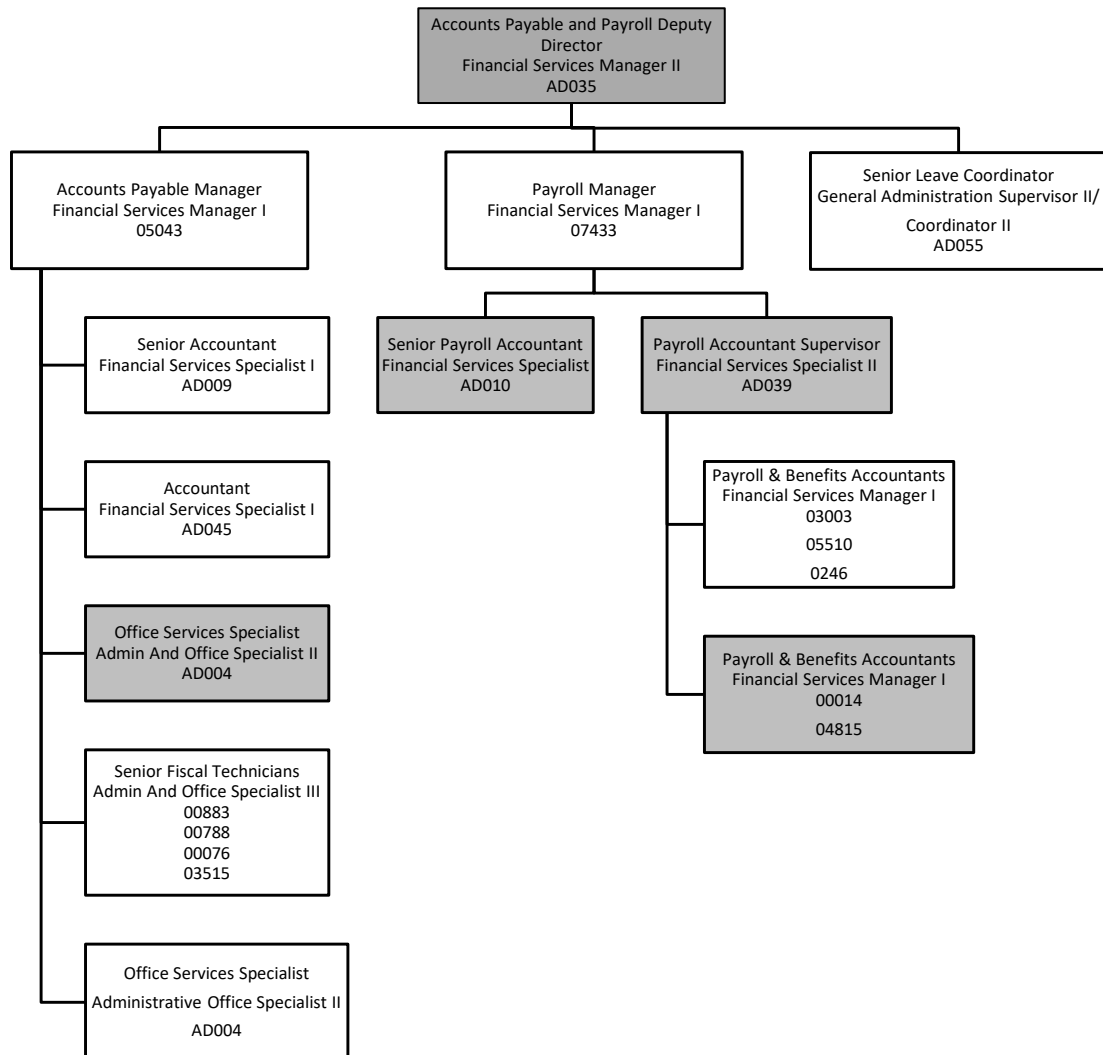 Accounts Payable and Payroll Deputy
Director
Financial Services Manager II
AD035
Accounts Payable Manager
Financial Services Manager I
05043
Payroll Manager
Financial Services Manager I
07433
Senior Leave Coordinator
General Administration Supervisor II/
Coordinator II
AD055
Senior Accountant
Financial Services Specialist I
AD009
Senior Payroll Accountant
Financial Services Specialist
AD010
Payroll Accountant Supervisor
Financial Services Specialist II
AD039
Accountant
Financial Services Specialist I
AD045
Payroll & Benefits Accountants
Financial Services Manager I
03003
05510
0246
Office Services Specialist
Admin And Office Specialist II
AD004
Payroll & Benefits Accountants
Financial Services Manager I
00014
04815
Senior Fiscal Technicians
Admin And Office Specialist III
00883
00788
00076
03515
Office Services Specialist
Administrative Office Specialist II
AD004